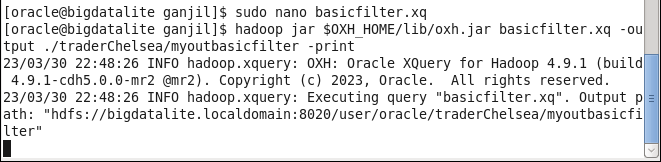 [oracle@bigdatalite ganjil]$ sudo nano basicfilter.xq
[oracle@bigdatalite ganjil]$ hadoop jar $OXH_HOME/lib/oxh.jar basicfilter.xq -ou
tput ./traderChelsea/myoutbasicfilter -print
23/03/30 22:48:26 INFO hadoop.xquery: OXH: Oracle XQuery for Hadoop 4.9.1 (build
 4.9.1-cdh5.0.0-mr2 @mr2). Copyright (c) 2023, Oracle.  All rights reserved.
23/03/30 22:48:26 INFO hadoop.xquery: Executing query "basicfilter.xq". Output p
ath: "hdfs://bigdatalite.localdomain:8020/user/oracle/traderChelsea/myoutbasicfi
lter"